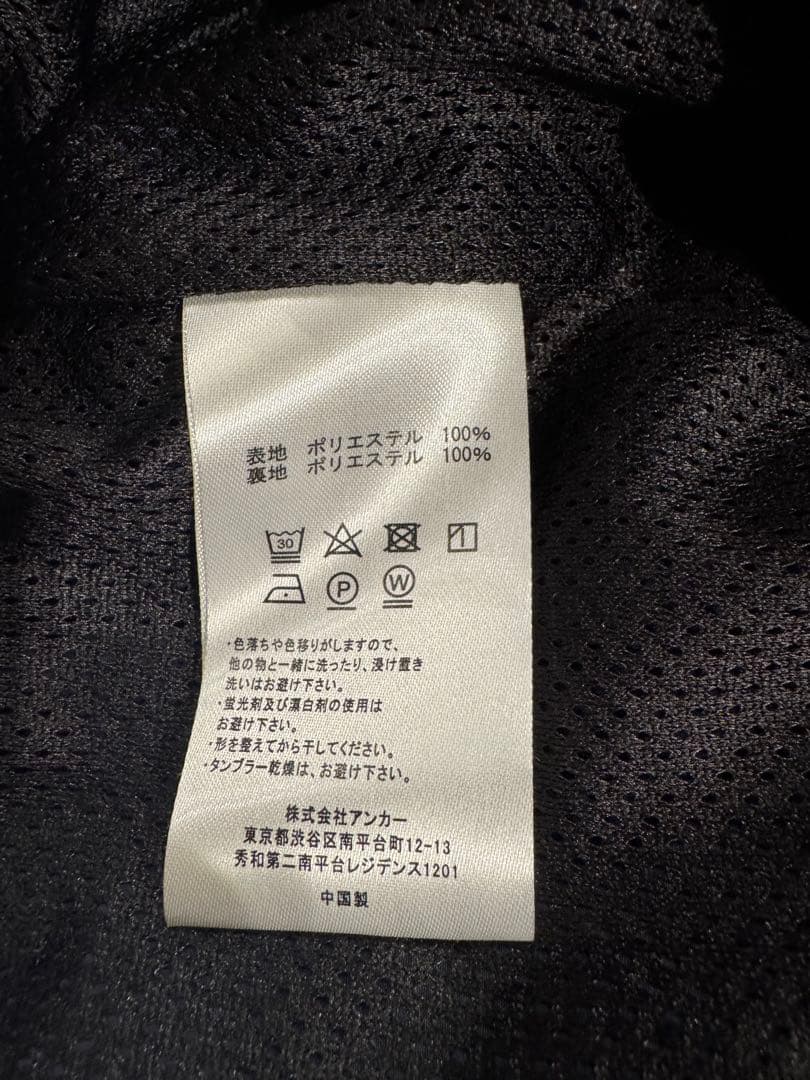 表地 ポリエステル 100%
裏地 ポリエステル 100%
30
P W
・色落ちや色移りがしますので、
他の物と一緒に洗ったり、浸け置き
洗いはお避け下さい。
・蛍光剤及び漂白剤の使用は
お避け下さい。
・形を整えてから干してください。
・タンブラー乾燥は、お避け下さい。
株式会社アンカー
東京都渋谷区南平台町12-13
秀和第二南平台レジデンス1201
中国製